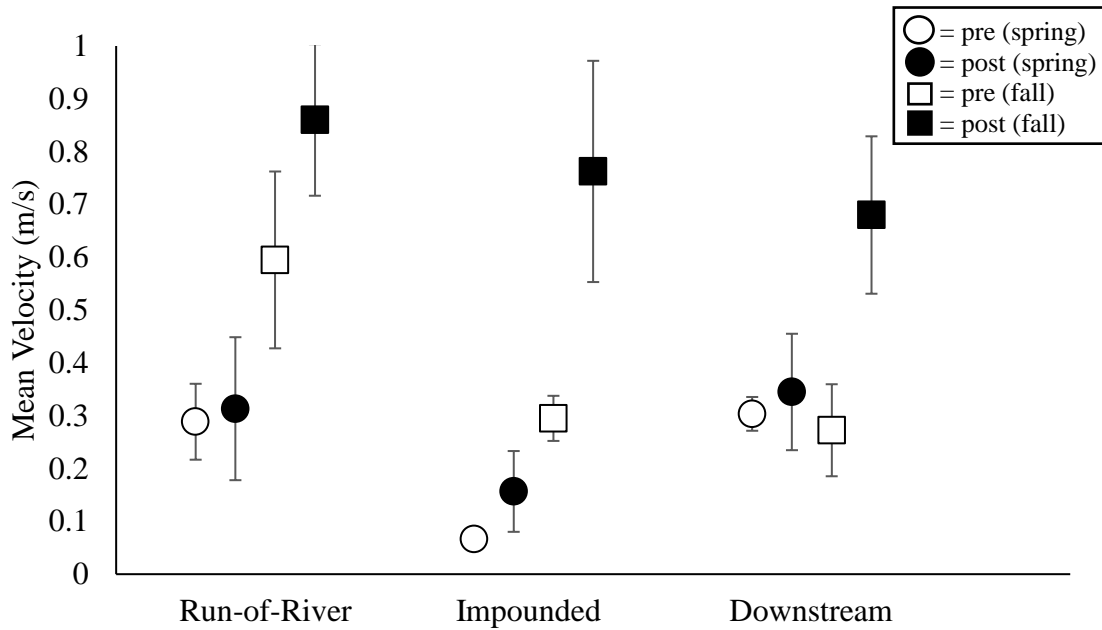 = pre (spring)
= post (spring)
= pre (fall)
= post (fall)
Mean Velocity (m/s)
1
0.9
0.8
0.7
0.6
0.5
0.4
0.3
0.2
0.1
0
Run-of-River Impounded Downstream